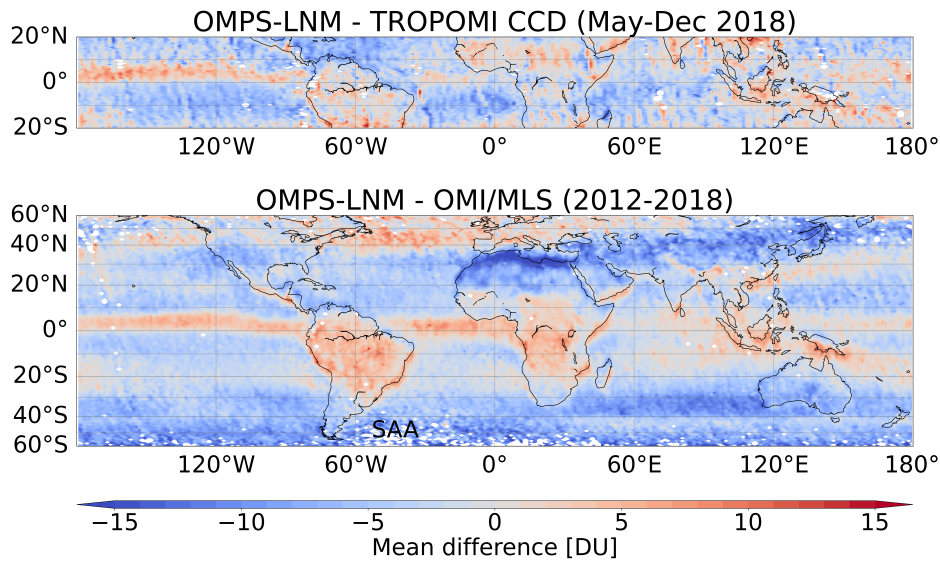 OMPS-LNM - TROPOMI CCD (May-Dec 2018)
20°N
0°
20°S
120°W 60°W 0° 60°E 120°E 180°
OMPS-LNM - OMI/MLS (2012-2018)
60°N
40°N
20°N
0°
20°S
40°S
SAA
60°S
120°W 60°W 0° 60°E 120°E 180°
−15 −10 −5 0 5 10 15
Mean difference [DU]